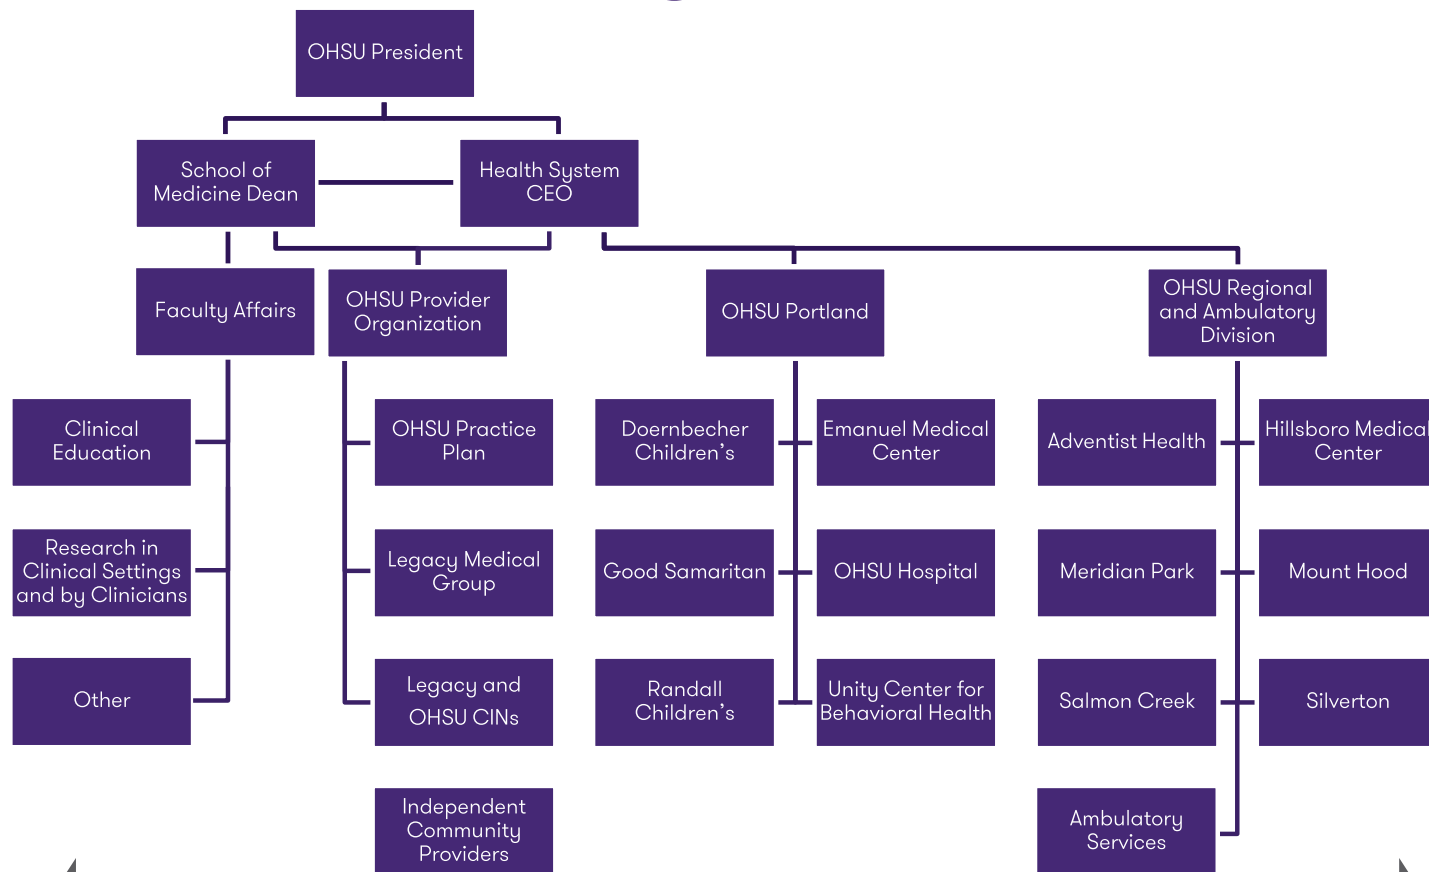 OHSU President
School of
Medicine Dean
Health System
CEO
Faculty Affairs
OHSU Provider
Organization
OHSU Portland
OHSU Regional
and Ambulatory
Division
Clinical
Education
OHSU Practice
Plan
Doernbecher
Children's
Emanuel Medical
Center
Adventist Health
Hillsboro Medical
Center
Research in
Clinical Settings
and by Clinicians
Legacy Medical
Group
Good Samaritan
OHSU Hospital
Meridian Park
Mount Hood
Other
Legacy and
OHSU CINs
Randall
Children's
Unity Center for
Behavioral Health
Salmon Creek
Silverton
Independent
Community
Providers
Ambulatory
Services